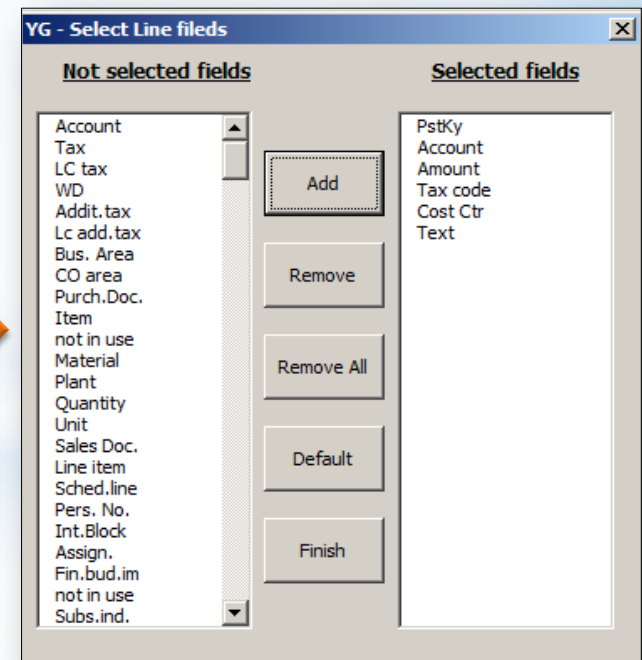 YG - Select Line fileds
Not selected fields
Selected fields
Account
Tax
LC tax
WD
Addit.tax
Lc add.tax
Bus. Area
CO area
Purch.Doc.
Item
not in use
Material
Plant
Quantity
Unit
Sales Doc.
Line item
Sched.line
Pers. No.
Int.Block
Assign.
Fin.bud.im
not in use
Subs.ind.
Add
Remove
Remove All
Default
Finish
PstKy
Account
Amount
Tax code
Cost Ctr
Text